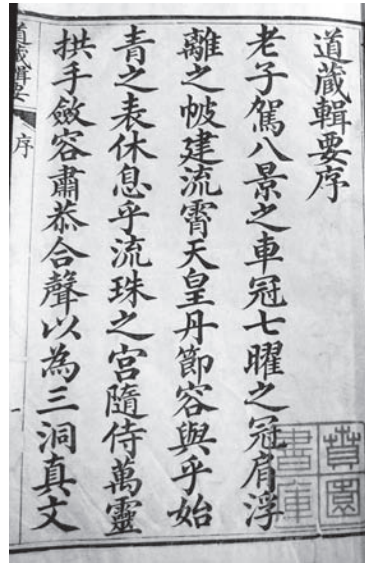 道藏輯要序
老子駕八景之車冠七曜之冠肩浮
離之帔建流霄天皇丹節容與乎始
青之表休息乎流珠之宮隨侍萬靈
拱手斂容肅恭合聲以為三洞真文
道藏輯要
序
賁園
書庫